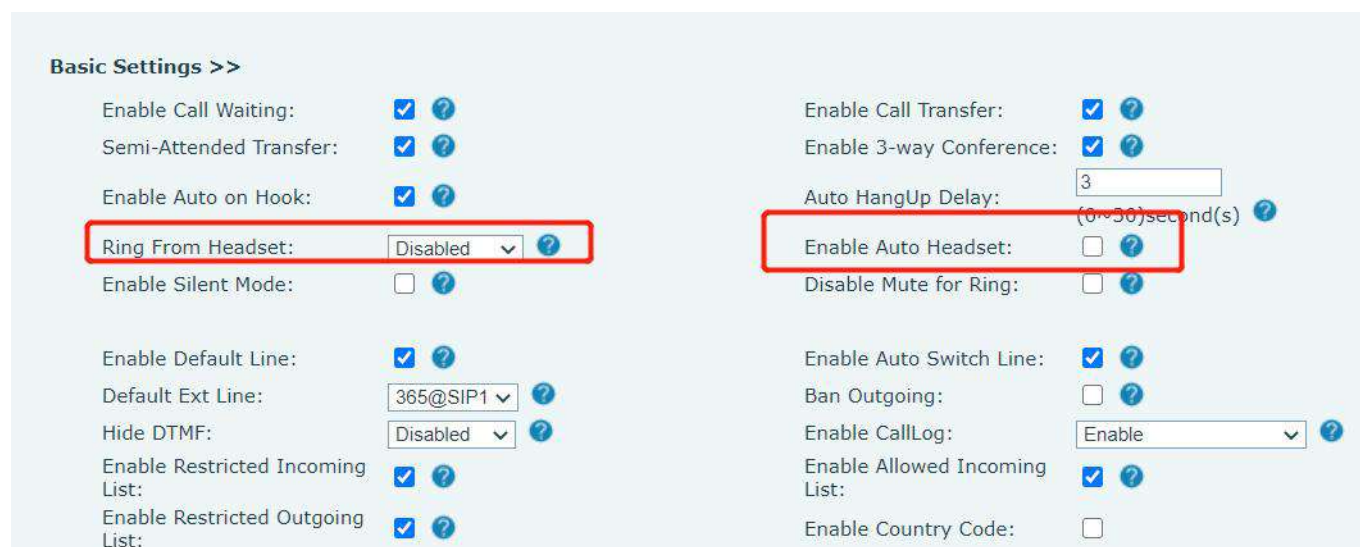 Basic Settings >>
Enable Call Waiting: ? Enable Call Transfer: ?
Semi-Attended Transfer: ? Enable 3-way Conference: ?
Enable Auto on Hook: ? Auto HangUp Delay: 3
(0~30)second(s) ?
Ring From Headset: Disabled ? Enable Auto Headset: ?
Enable Silent Mode: ? Disable Mute for Ring: ?
Enable Default Line: ? Enable Auto Switch Line: ?
Default Ext Line: 365@SIP1 ? Ban Outgoing: ?
Hide DTMF: Disabled ? Enable CallLog: Enable ?
Enable Restricted Incoming
List: ? Enable Allowed Incoming
List: ?
Enable Restricted Outgoing
List: ? Enable Country Code: